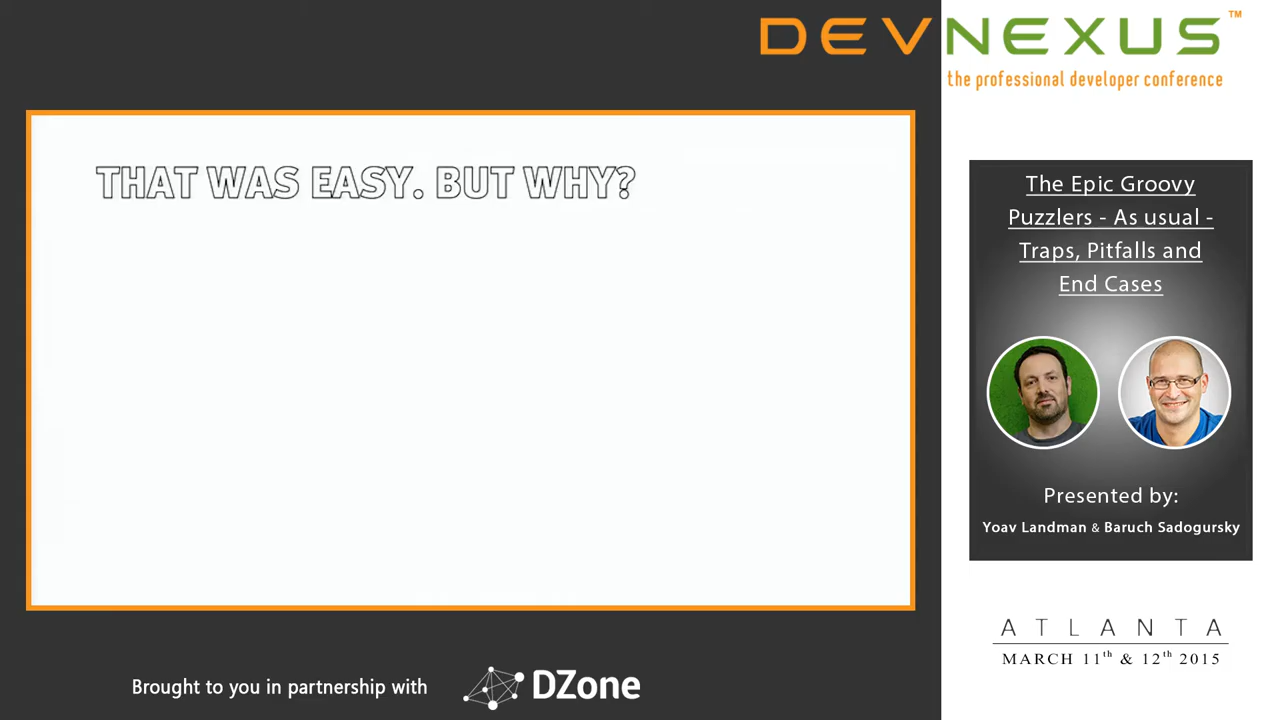 DEVNEXUS™
the professional developer conference
THAT WAS EASY. BUT WHY?
The Epic Groovy
Puzzlers - As usual -
Traps, Pitfalls and
End Cases
Presented by:
Yoav Landman & Baruch Sadogursky
ATLANTA
MARCH 11th & 12th 2015
Brought to you in partnership with
DZone